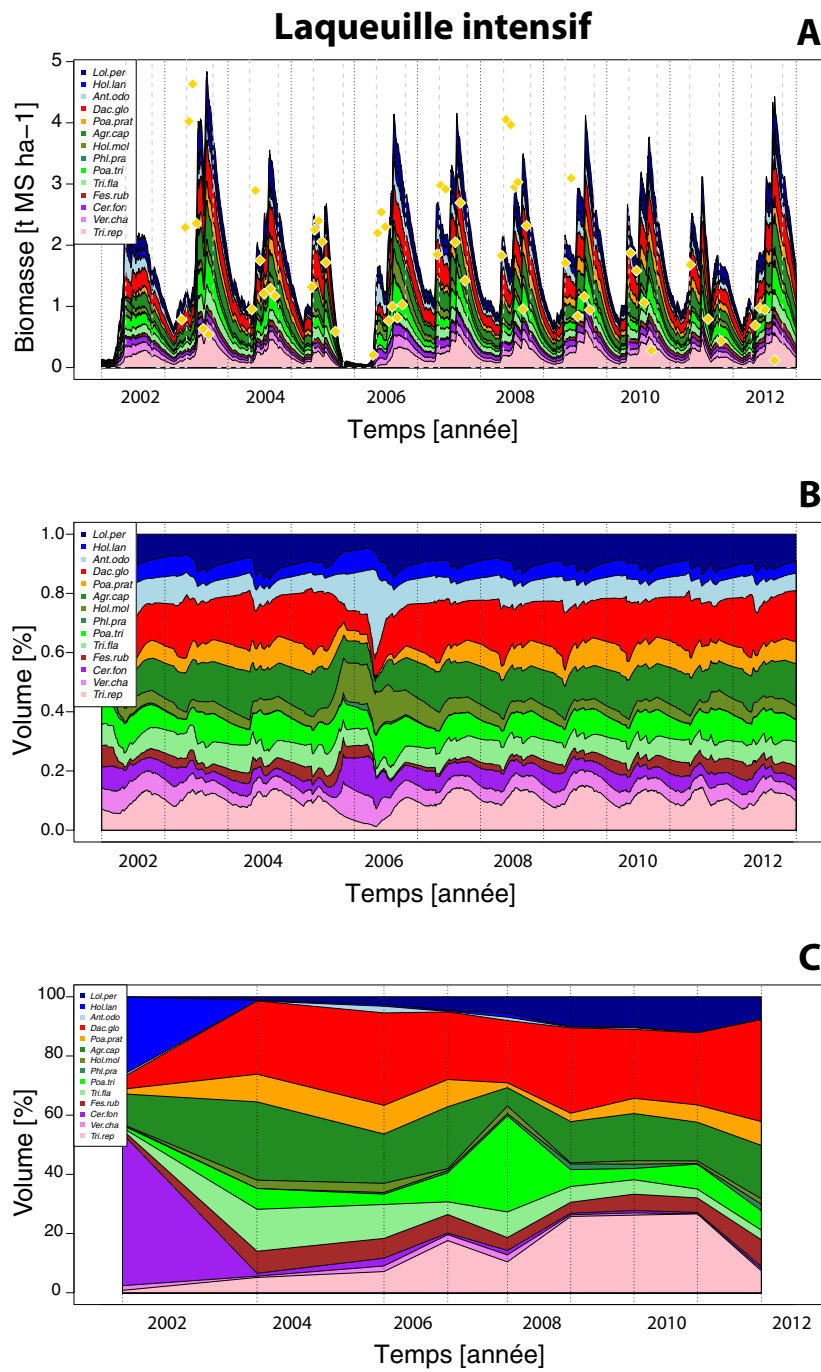 Laqueuille intensif
A
Biomasse [t MS ha−1]
5
4
3
2
1
0
Lol.per
Hol.lan
Ant.odo
Dac.glo
Poa.prat
Agr.cap
Hol.mol
Phl.pra
Poa.tri
Tri.fla
Fes.rub
Cer.fon
Ver.cha
Tri.rep
2002 2004 2006 2008 2010 2012
Temps [année]
B
Volume [%]
1.0
0.8
0.6
0.4
0.2
0.0
Lol.per
Hol.lan
Ant.odo
Dac.glo
Poa.prat
Agr.cap
Hol.mol
Phl.pra
Poa.tri
Tri.fla
Fes.rub
Cer.fon
Ver.cha
Tri.rep
2002 2004 2006 2008 2010 2012
Temps [année]
C
Volume [%]
100
80
60
40
20
0
Lol.per
Hol.lan
Ant.odo
Dac.glo
Poa.prat
Agr.cap
Hol.mol
Phl.pra
Poa.tri
Tri.fla
Fes.rub
Cer.fon
Ver.cha
Tri.rep
2002 2004 2006 2008 2010 2012
Temps [année]